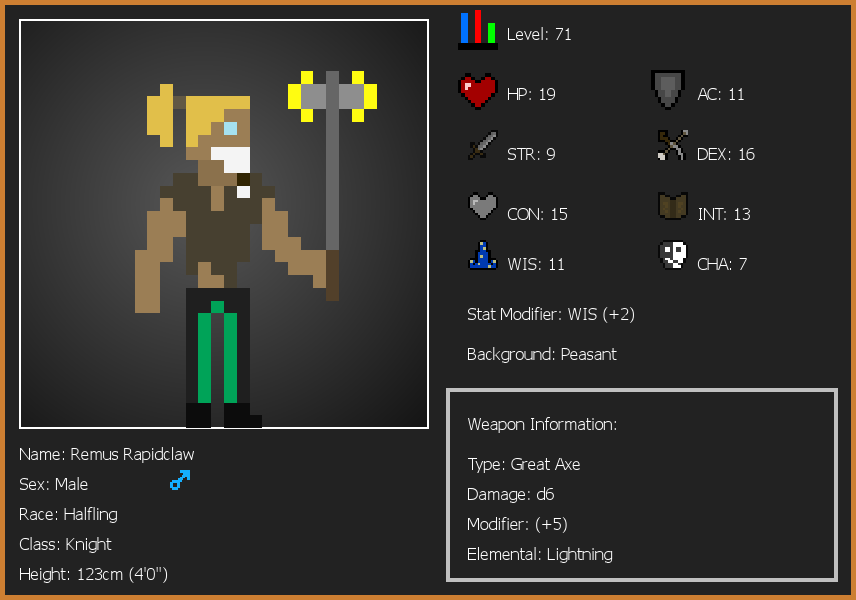 Level: 71
HP: 19
AC: 11
STR: 9
DEX: 16
CON: 15
INT: 13
WIS: 11
CHA: 7
Stat Modifier: WIS (+2)
Background: Peasant
Weapon Information:
Type: Great Axe
Damage: d6
Modifier: (+5)
Elemental: Lightning
Name: Remus Rapidclaw
Sex: Male
Race: Halfling
Class: Knight
Height: 123cm (4'0")